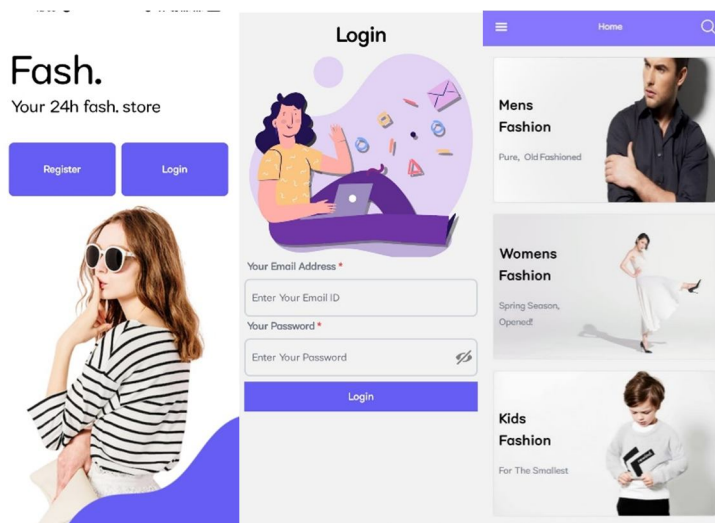 Fash.
Your 24h fash. store
Register
Login
Login
Your Email Address *
Enter Your Email ID
Your Password *
Enter Your Password
Login
Home
Mens
Fashion
Pure, Old Fashioned
Womens
Fashion
Spring Season,
Opened!
Kids
Fashion
For The Smallest